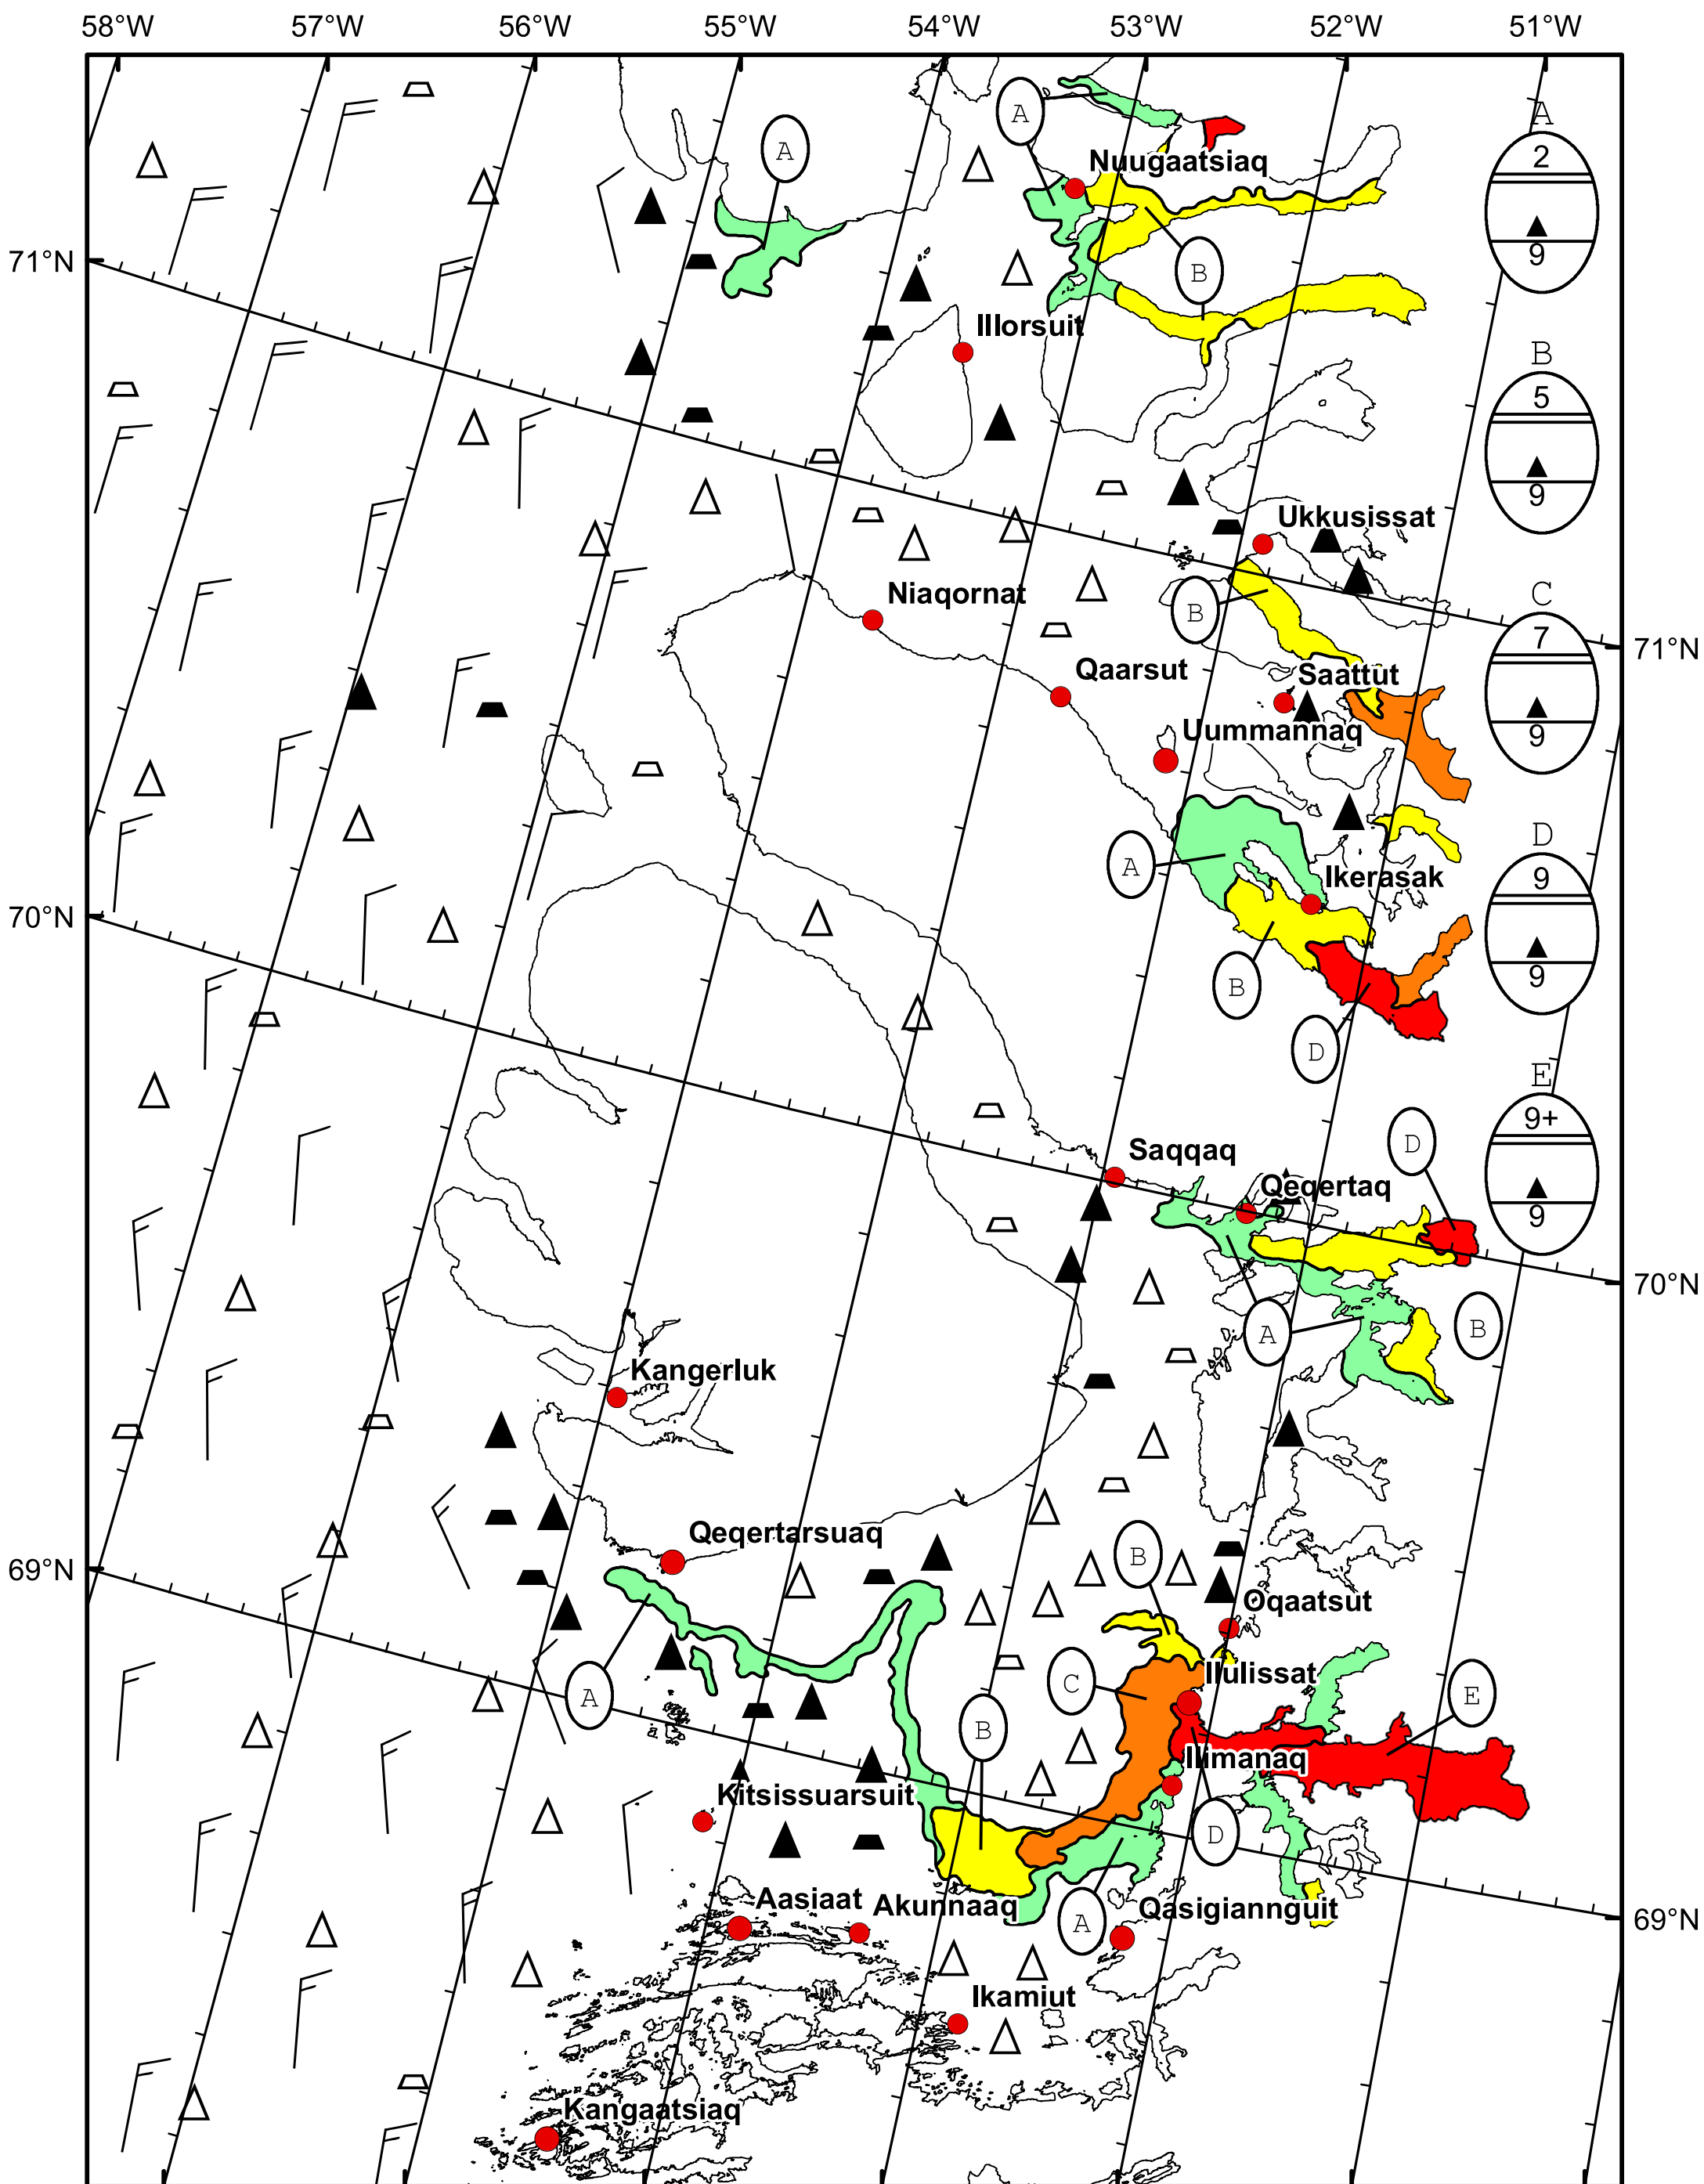 58°W 57°W 56°W 55°W 54°W 53°W 52°W 51°W
A
A
2
A
Nuugaatsiaq
9
71°N
B
Illorsuit
B
5
9
Ukkusissat
Niaqornat
B
C
7
71°N
Qaarsut
Saattut
Uummannaq
9
D
A
Ikerasak
9
70°N
B
9
D
E
9+
D
Saqqaq
Qeqertaq
9
70°N
A
B
Kangerluk
Qeqertarsuaq
B
69°N
Oqaatsut
C
Ilulissat
E
A
B
Ilimanaq
Kitsissuarsuit
D
Aasiaat
Akunnaaq
A
Qasigiannguit
69°N
Ikamiut
Kangaatsiaq